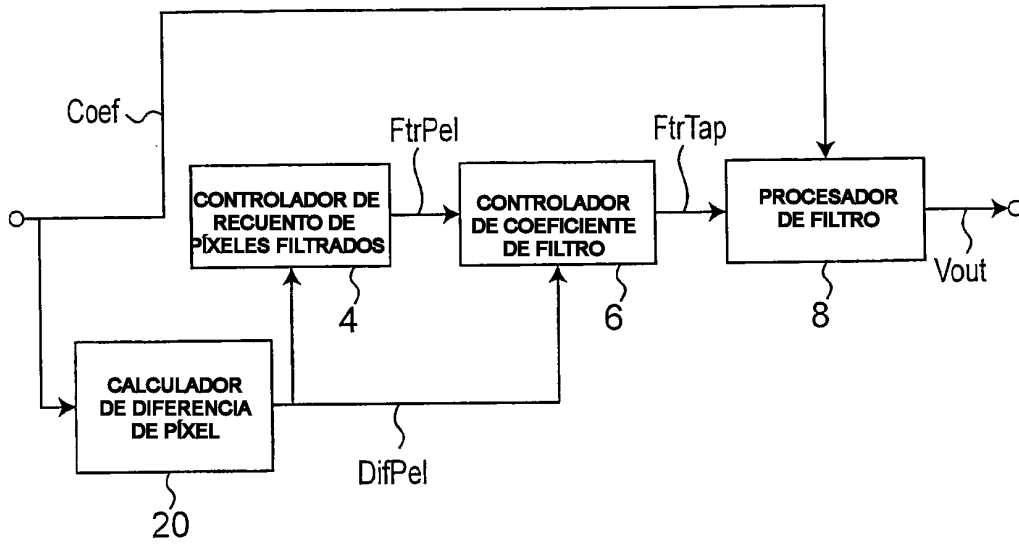 Coef
FtrPel
FtrTap
CONTROLADOR DE
RECUENTO DE
PÍXELES FILTRADOS
CONTROLADOR
DE COEFICIENTE
DE FILTRO
PROCESADOR
DE FILTRO
Vout
4
6
8
CALCULADOR
DE DIFERENCIA
DE PÍXEL
DifPel
20